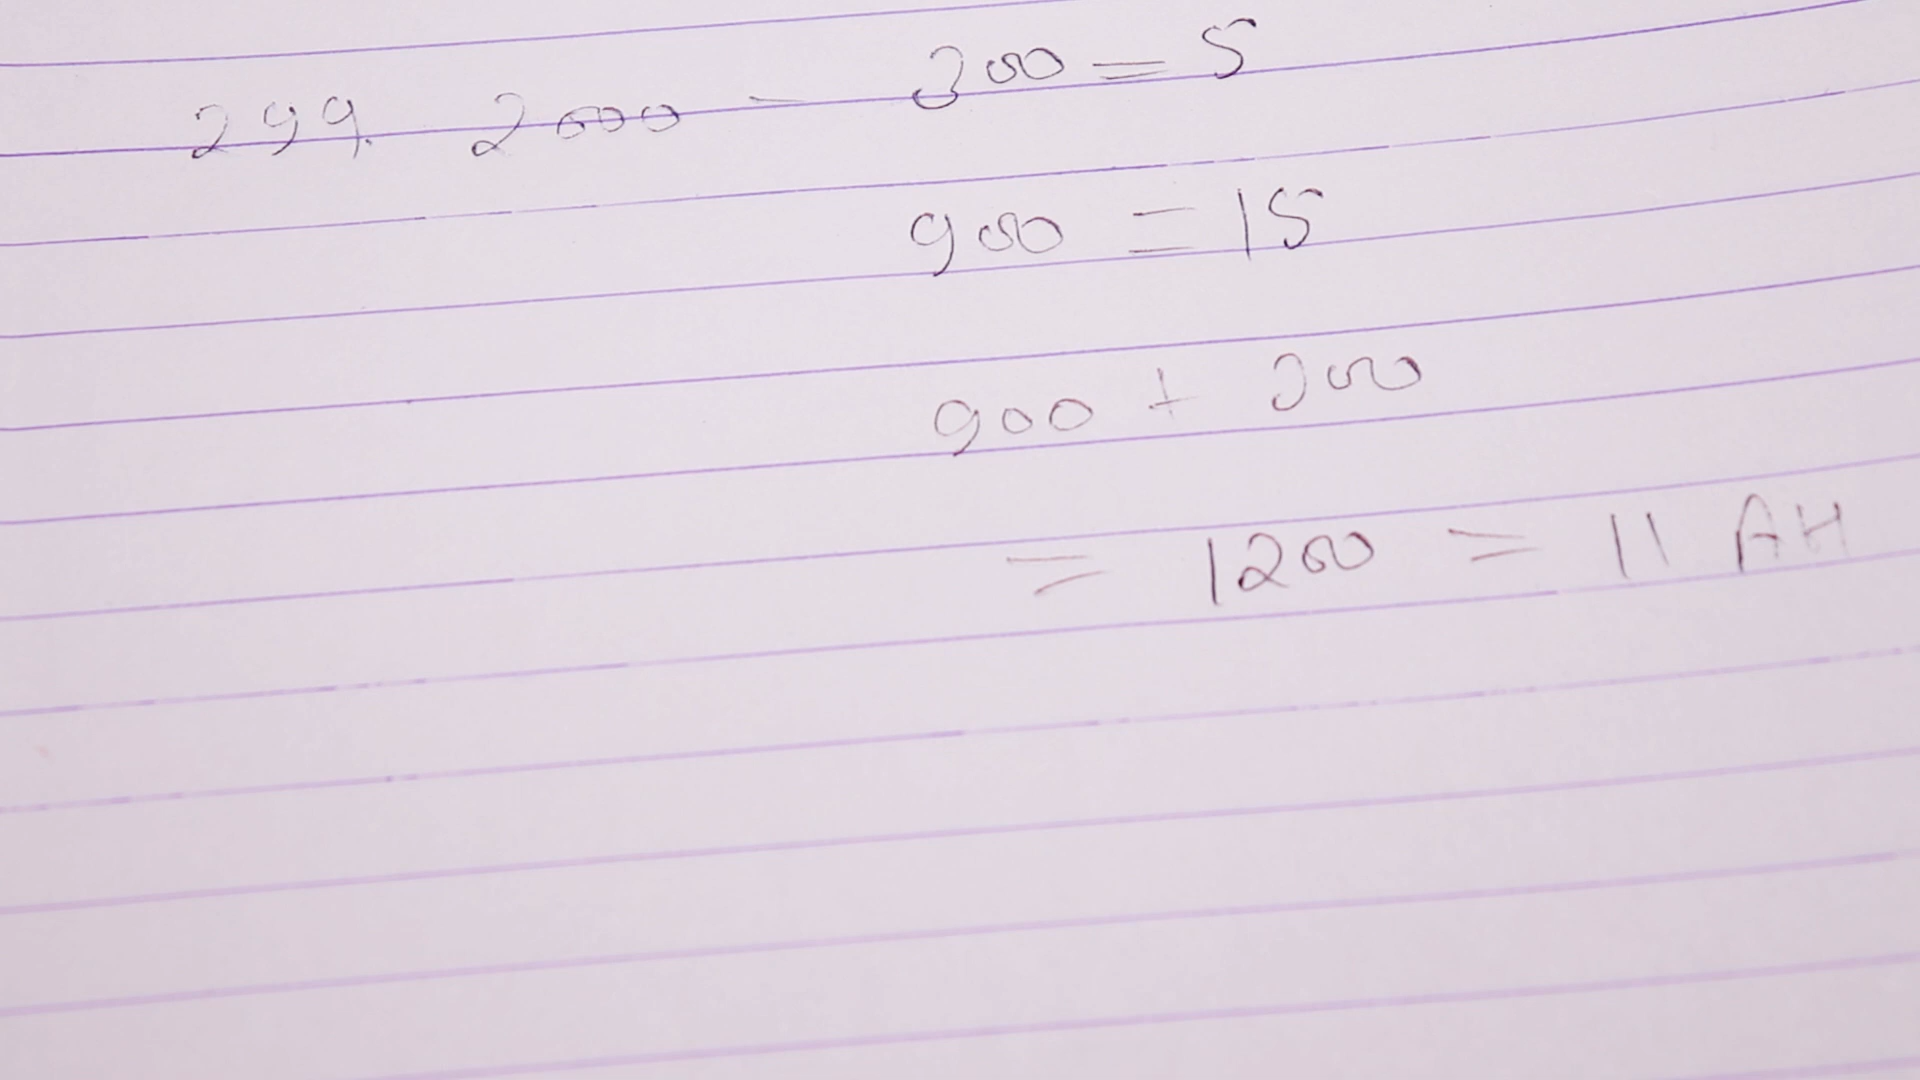 299. 2000 - 300 = 5
900 = 15
900 + 300
= 1200 = 11 AH